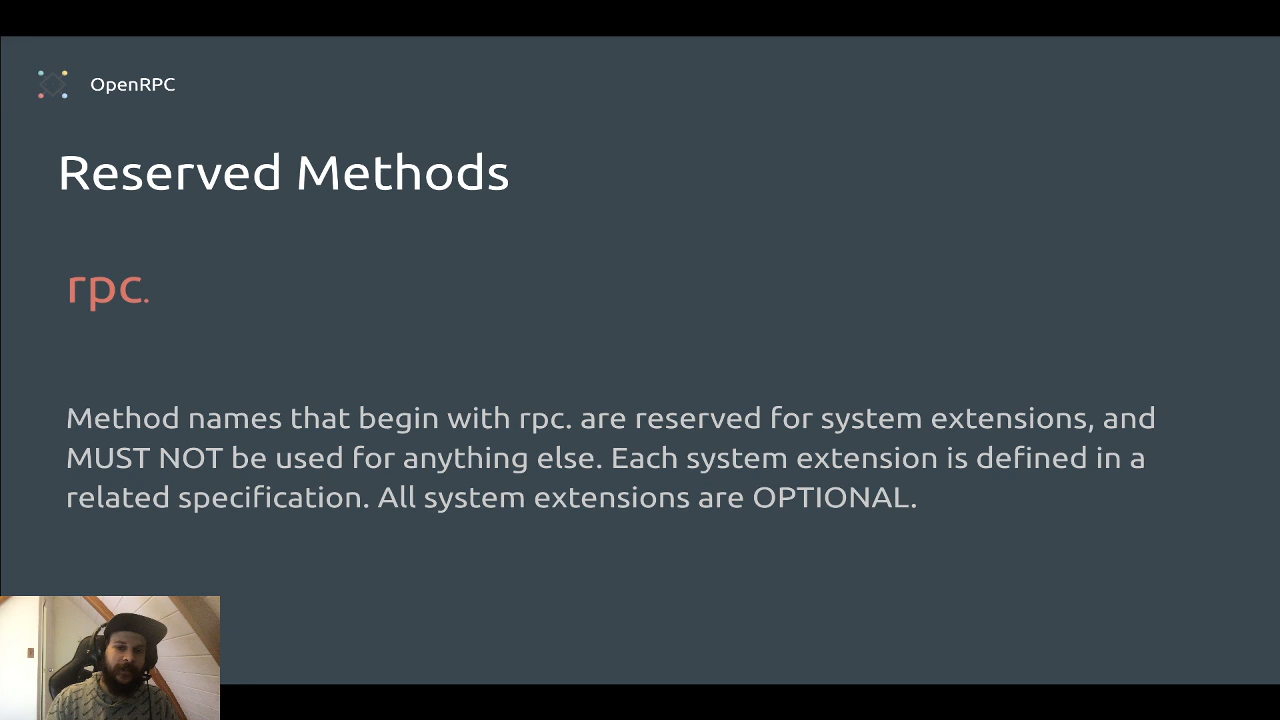 OpenRPC
Reserved Methods
rpc.
Method names that begin with rpc. are reserved for system extensions, and
MUST NOT be used for anything else. Each system extension is defined in a
related specification. All system extensions are OPTIONAL.